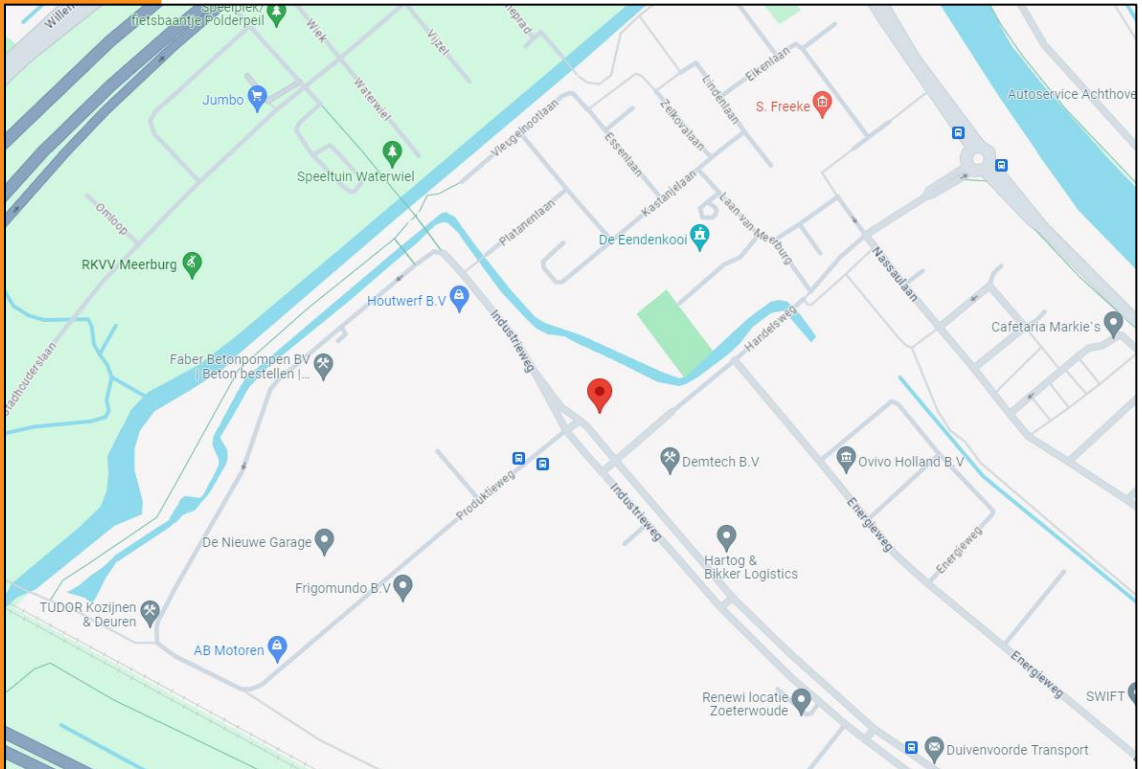 Willem
Speelplek/
fietsbaantje Polderpeil
Wiek
Vijzel
Waterwiel
Jumbo
Speeltuin Waterwiel
Omloop
RKVV Meerburg
Vleugelnootlaan
Essenlaan
Zelkovalaan
Lindenlaan
Eikenlaan
S. Freeke
Autoservice Achthove
Kastanjelaan
Platanenlaan
De Eendenkooi
Laan van Meerburg
Nassaulaan
Houtwerf B.V
Industrieweg
Handelsweg
Cafetaria Markie's
Faber Betonpompen BV
| Beton bestellen |...
Stadhouderslaan
Demtech B.V
Ovivo Holland B.V
Produktieweg
Industrieweg
Energieweg
Energieweg
De Nieuwe Garage
Hartog &
Bikker Logistics
Frigomundo B.V
TUDOR Kozijnen
& Deuren
AB Motoren
Energieweg
SWIFT
Renewi locatie
Zoeterwoude
Duivenvoorde Transport